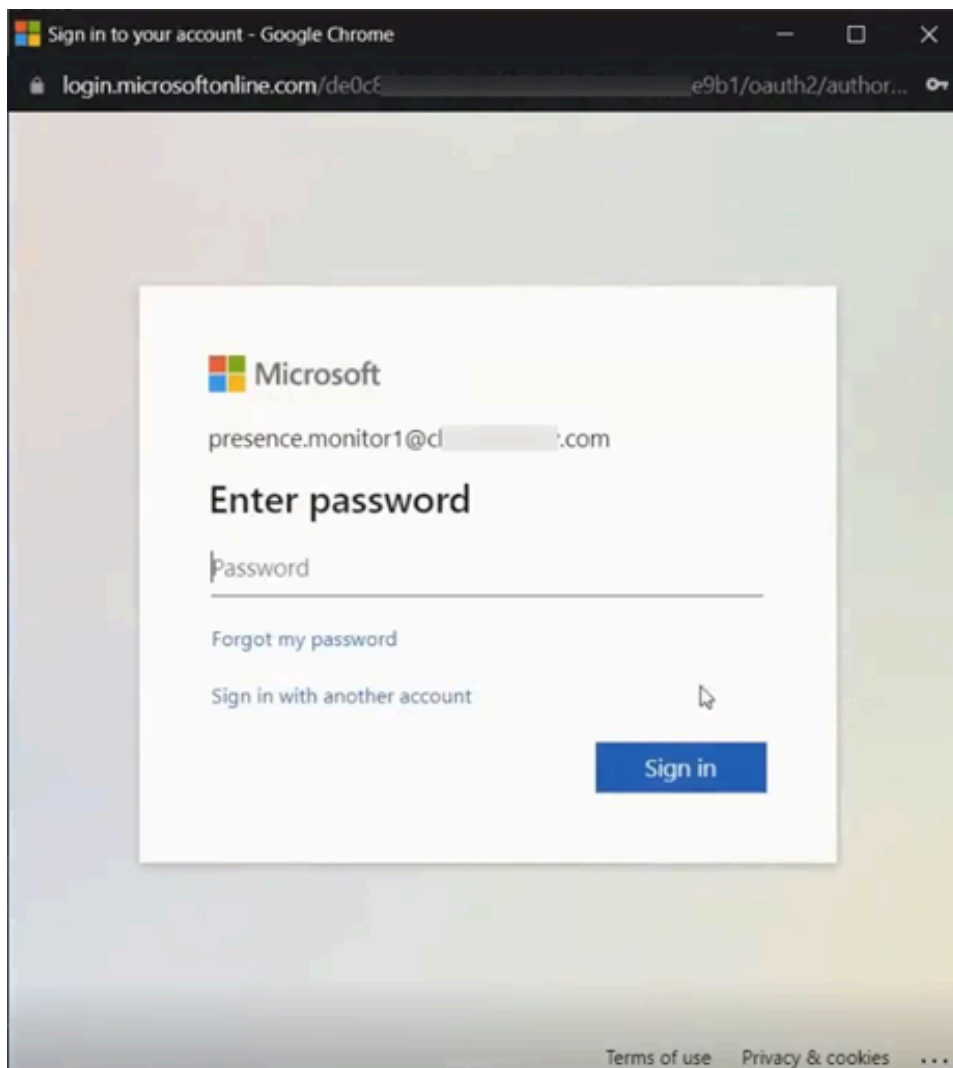 Sign in to your account - Google Chrome
login.microsoftonline.com/de0c8 e9b1/oauth2/author...
Microsoft
presence.monitor1@cl .com
Enter password
Password
Forgot my password
Sign in with another account
Sign in
Terms of use Privacy & cookies ...